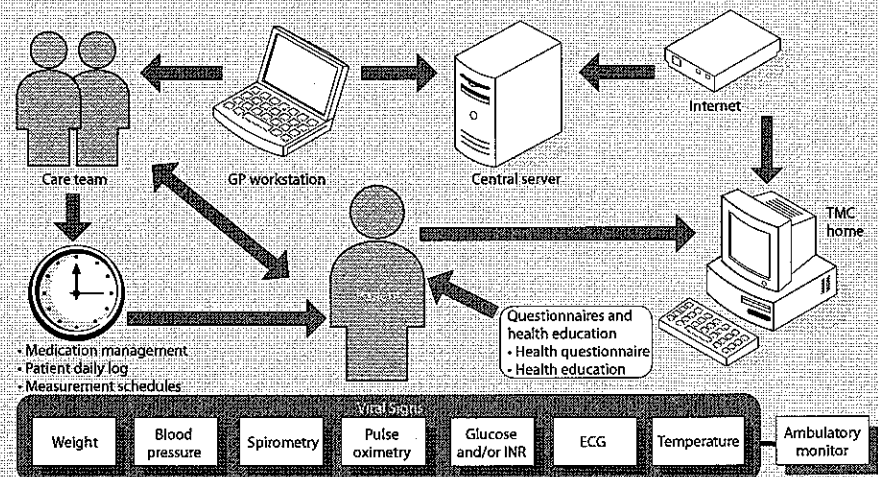 Care team
GP workstation
Central server
Internet
TMC
home
• Medication management
• Patient daily log
• Measurement schedules
Questionnaires and
health education
• Health questionnaire
• Health education
Viral Signs
Weight
Blood
pressure
Spirometry
Pulse
oximetry
Glucose
and/or INR
ECG
Temperature
Ambulatory
monitor